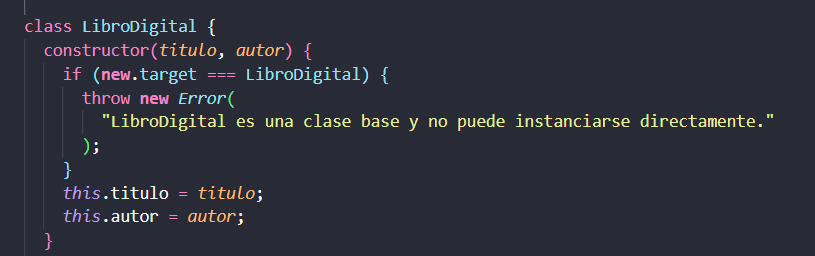 class LibroDigital {
constructor(titulo, autor) {
if (new.target === LibroDigital) {
throw new Error(
"LibroDigital es una clase base y no puede instanciarse directamente."
);
}
this.titulo = titulo;
this.autor = autor;
}